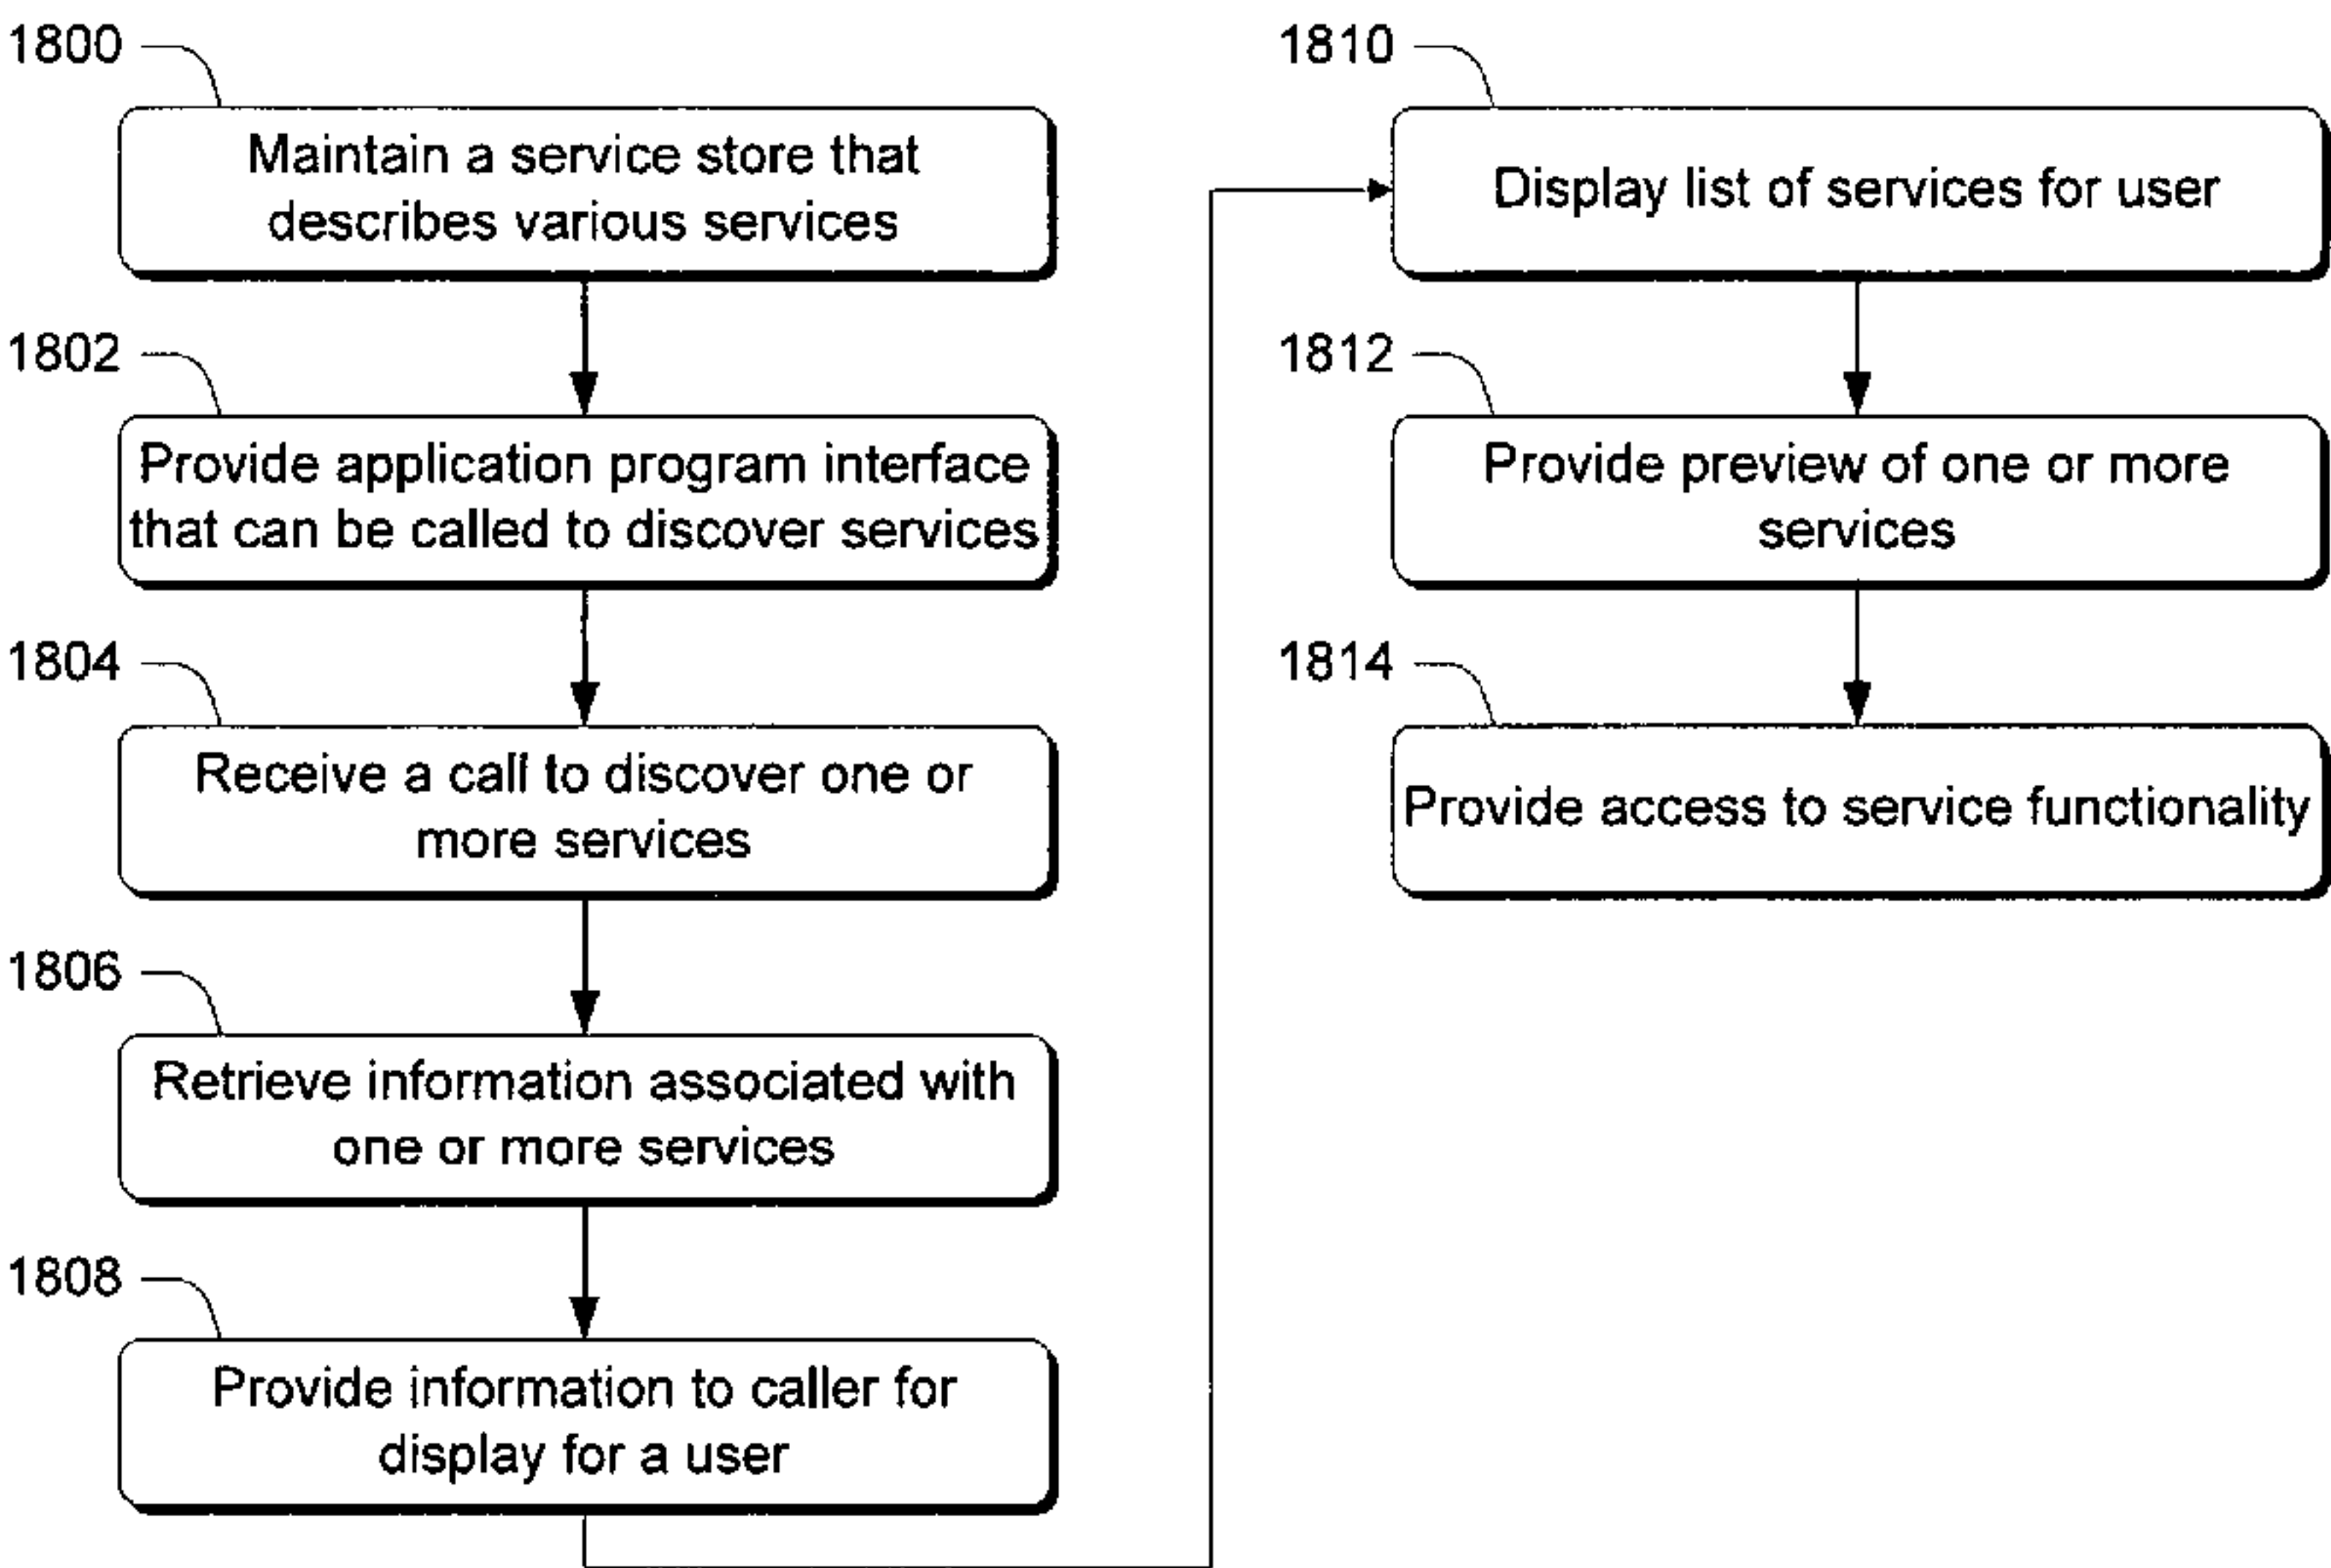 1800
Maintain a service store that
describes various services
1802
Provide application program interface
that can be called to discover services
1804
Receive a call to discover one or
more services
1806
Retrieve information associated with
one or more services
1808
Provide information to caller for
display for a user
1810
Display list of services for user
1812
Provide preview of one or more
services
1814
Provide access to service functionality